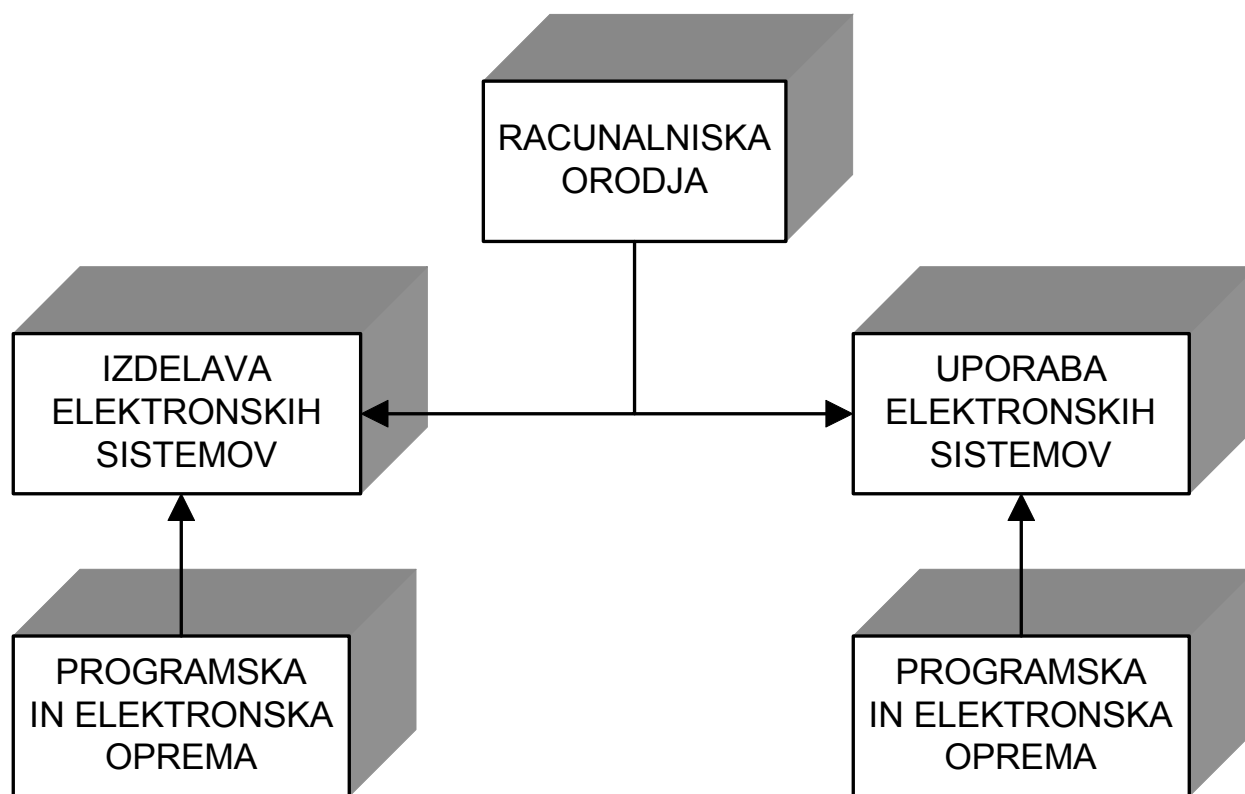 RACUNALNISKA
ORODJA
IZDELAVA
ELEKTRONSKIH
SISTEMOV
UPORABA
ELEKTRONSKIH
SISTEMOV
PROGRAMSKA
IN ELEKTRONSKA
OPREMA
PROGRAMSKA
IN ELEKTRONSKA
OPREMA